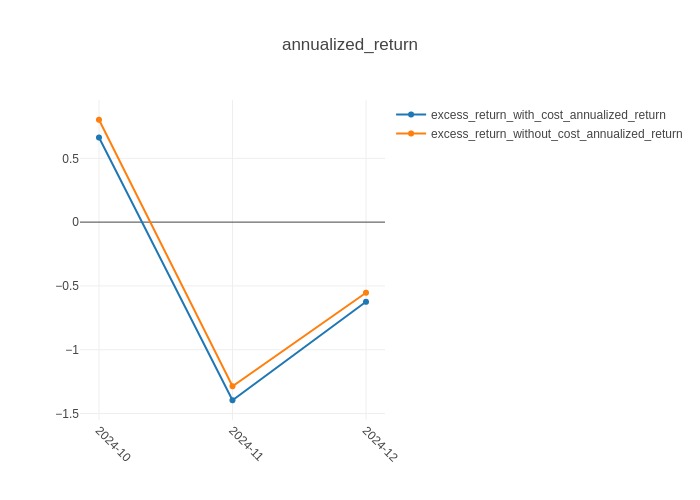 annualized_return
excess_return_with_cost_annualized_return
excess_return_without_cost_annualized_return
0.5
0
−0.5
−1
−1.5
2024-10
2024-11
2024-12